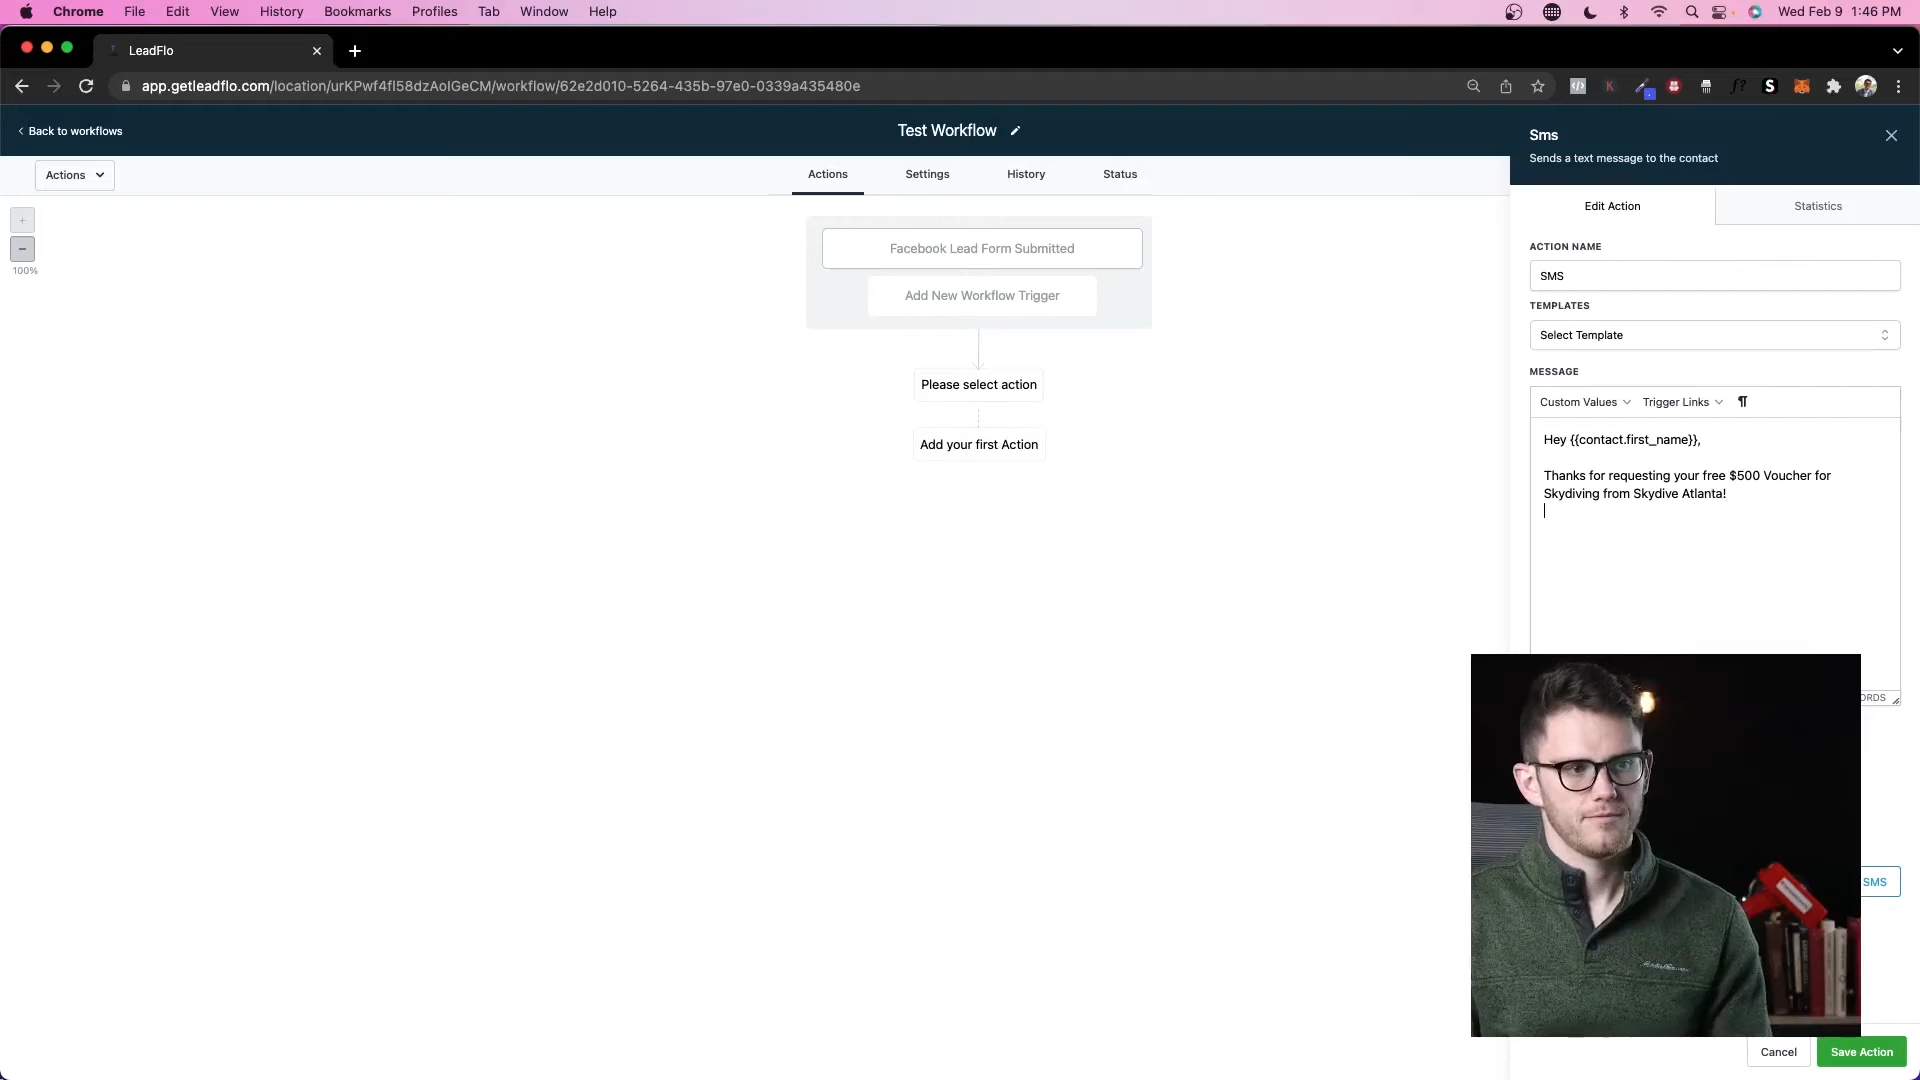 Chrome File Edit View History Bookmarks Profiles Tab Window Help Wed Feb 9 1:46 PM
LeadFlo
app.getleadflo.com/location/urKPwf4fl58dzAoIGeCM/workflow/62e2d010-5264-435b-97e0-0339a435480e
Back to workflows
Test Workflow
Sms
Sends a text message to the contact
Actions
Actions Settings History Status
100%
Edit Action Statistics
Facebook Lead Form Submitted
Add New Workflow Trigger
Please select action
Add your first Action
ACTION NAME
SMS
TEMPLATES
Select Template
MESSAGE
Custom Values Trigger Links
Hey {{contact.first_name}},
Thanks for requesting your free $500 Voucher for
Skydiving from Skydive Atlanta!
SMS
Cancel Save Action